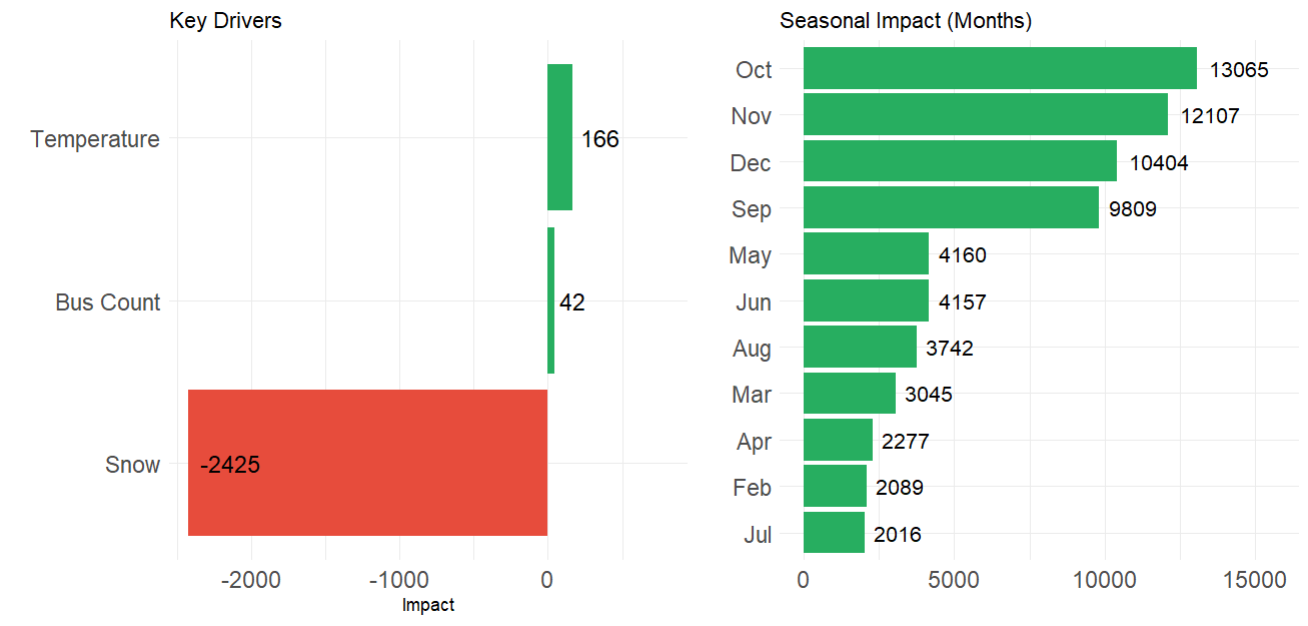 Key Drivers
Temperature
166
Bus Count
42
Snow
-2425
-2000 -1000 0
Impact
Seasonal Impact (Months)
Oct 13065
Nov 12107
Dec 10404
Sep 9809
May 4160
Jun 4157
Aug 3742
Mar 3045
Apr 2277
Feb 2089
Jul 2016
0 5000 10000 15000